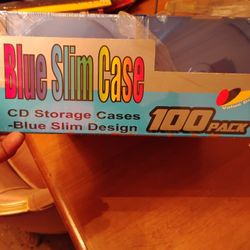 Blue Slim Case
CD Storage Cases
-Blue Slim Design
100 PACK